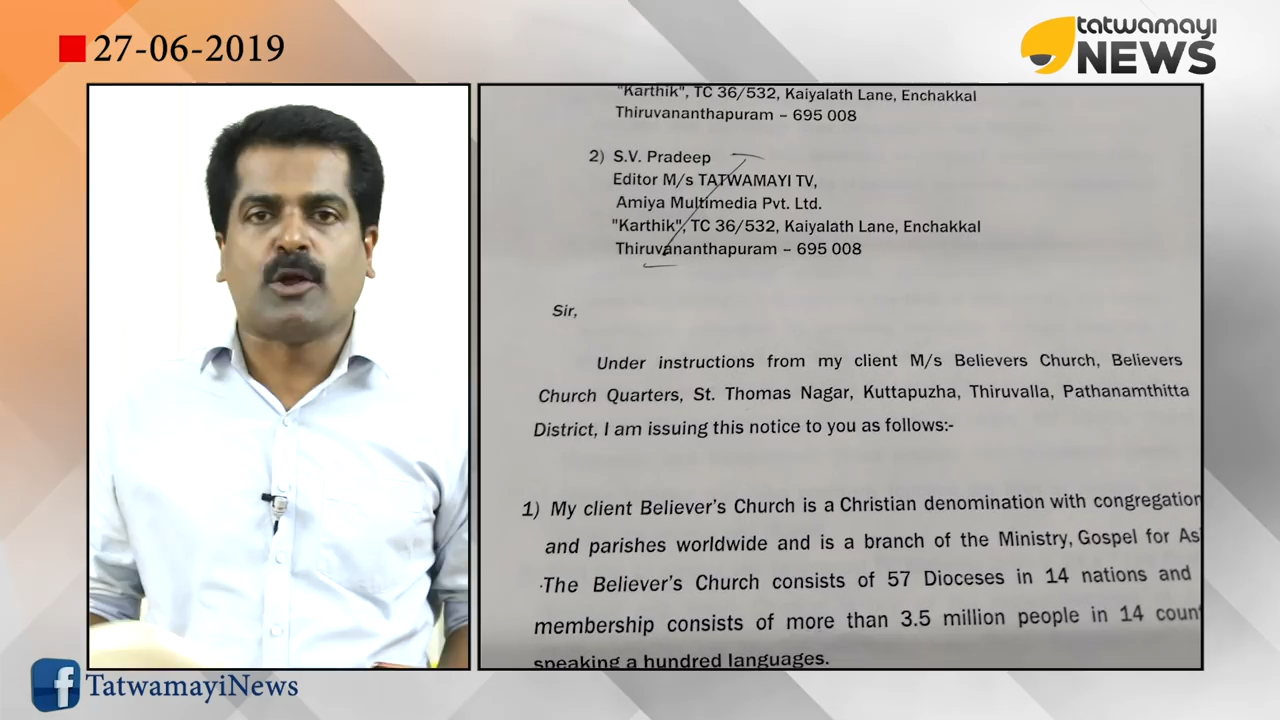 27-06-2019
tatwamayi
NEWS
"Karthik", TC 36/532, Kaiyalath Lane, Enchakkal
Thiruvananthapuram – 695 008
2) S.V. Pradeep
Editor M/s TATWAMAYI TV,
Amiya Multimedia Pvt. Ltd.
"Karthik", TC 36/532, Kaiyalath Lane, Enchakkal
Thiruvananthapuram – 695 008
Sir,
Under instructions from my client M/s Believers Church, Believers
Church Quarters, St. Thomas Nagar, Kuttapuzha, Thiruvalla, Pathanamthitta
District, I am issuing this notice to you as follows:-
1) My client Believer's Church is a Christian denomination with congregation
and parishes worldwide and is a branch of the Ministry, Gospel for As
The Believer's Church consists of 57 Dioceses in 14 nations and
membership consists of more than 3.5 million people in 14 coun
speaking a hundred languages.
TatwamayiNews